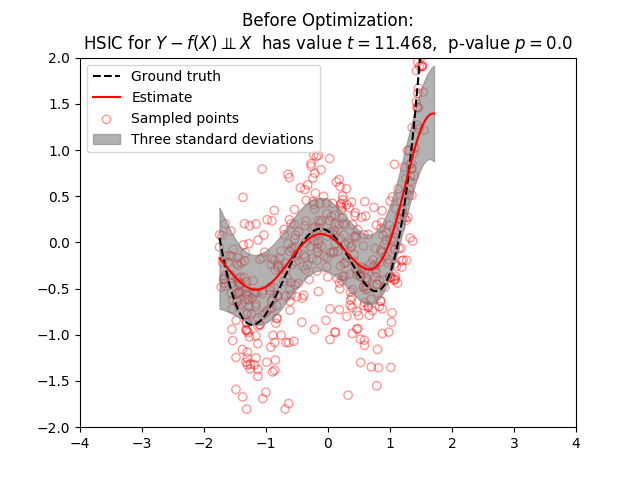 Before Optimization:
HSIC for Y − f(X) ⫫ X has value t = 11.468, p-value p = 0.0
Ground truth
Estimate
Sampled points
Three standard deviations
2.0
1.5
1.0
0.5
0.0
−0.5
−1.0
−1.5
−2.0
−4 −3 −2 −1 0 1 2 3 4